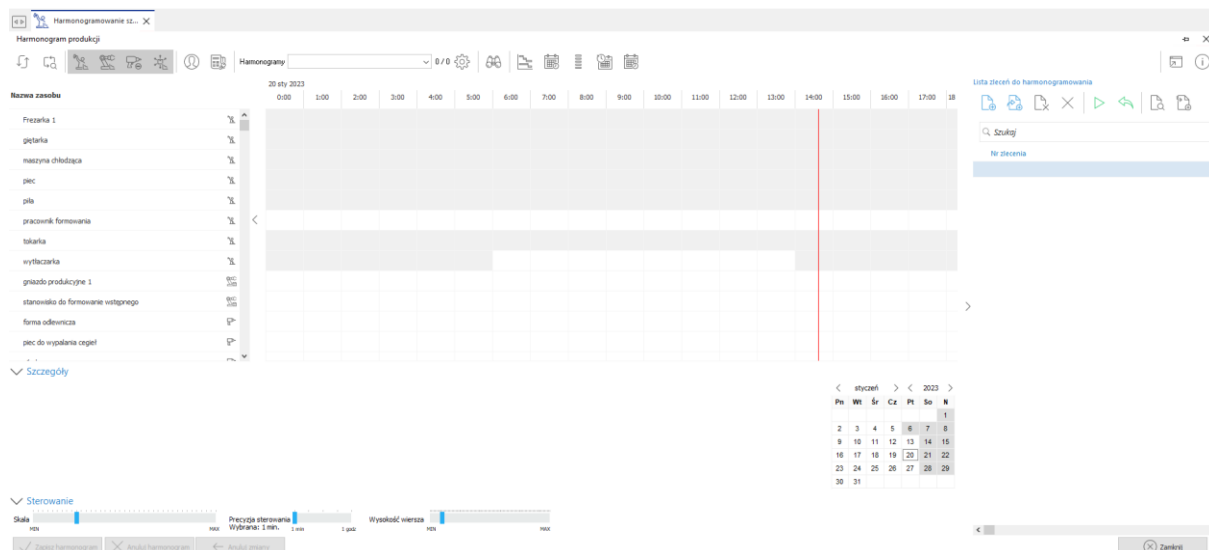 Harmonogramowanie sz...
Harmonogram produkcji
Harmonogramy 0/0
Nazwa zasobu
20 sty 2023
0:00 1:00 2:00 3:00 4:00 5:00 6:00 7:00 8:00 9:00 10:00 11:00 12:00 13:00 14:00 15:00 16:00 17:00 18
Lista zleceń do harmonogramowania
Szukaj
Nr zlecenia
Frezarka 1
giętarka
maszyna chłodząca
piec
piła
pracownik formowania
tokarka
wytłaczarka
gniazdo produkcyjne 1
stanowisko do formowanie wstępnego
forma odlewnicza
piec do wypalania cegieł
Szczegóły
styczeń 2023
Pn Wt Śr Cz Pt So N
1
2 3 4 5 6 7 8
9 10 11 12 13 14 15
16 17 18 19 20 21 22
23 24 25 26 27 28 29
30 31
Sterowanie
Skala
MIN MAX
Precyzja sterowania
Wybrana: 1 min. 1 min 1 godz
Wysokość wiersza
MIN MAX
Zapisz harmonogram Anuluj harmonogram Anuluj zmiany
Zamknij